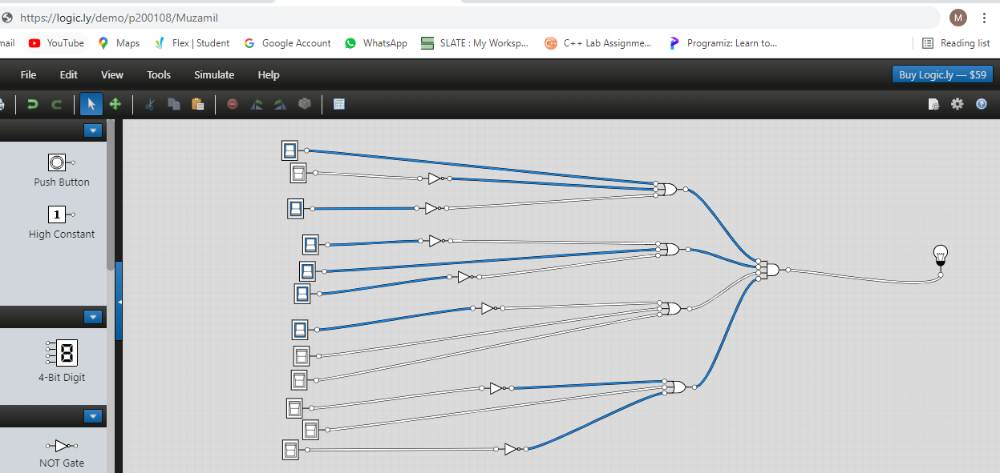 https://logic.ly/demo/p200108/Muzamil
M
mail YouTube Maps Flex | Student Google Account WhatsApp SLATE : My Worksp... C++ Lab Assignme... Programiz: Learn to... Reading list
File Edit View Tools Simulate Help Buy Logic.ly — $59
Push Button
1
High Constant
8
4-Bit Digit
NOT Gate